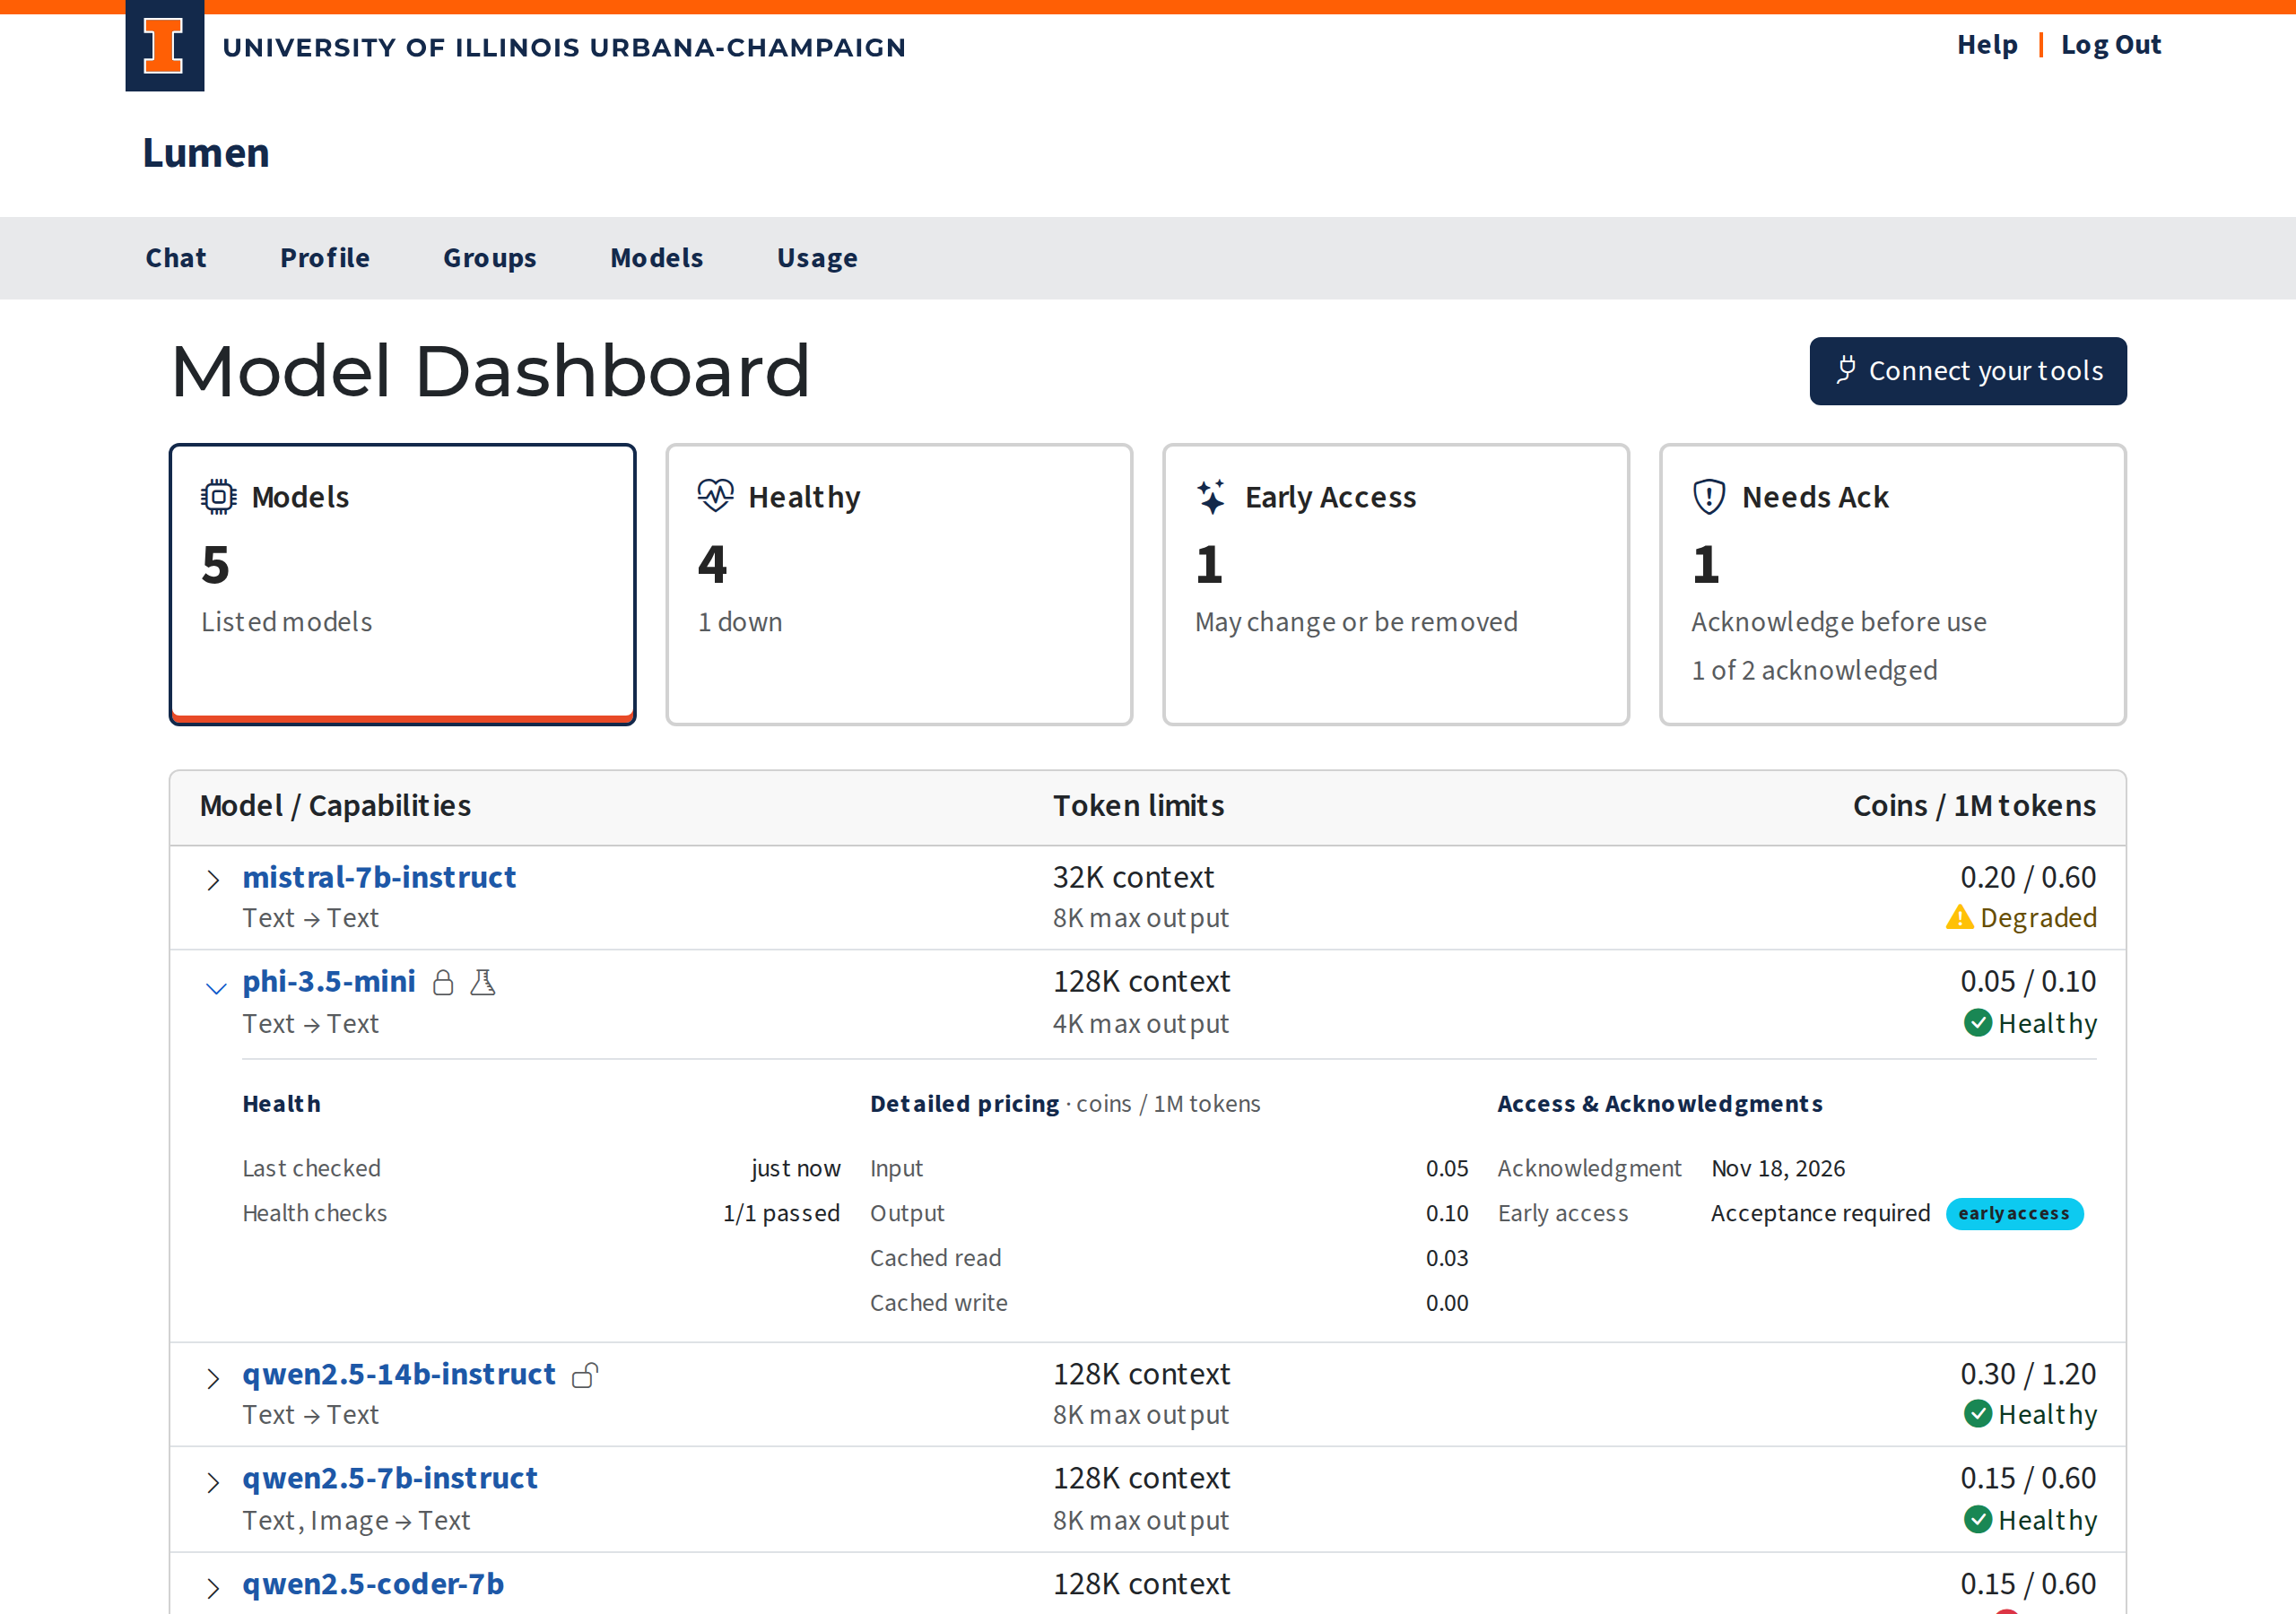 UNIVERSITY OF ILLINOIS URBANA-CHAMPAIGN
Help | Log Out
Lumen
Chat Profile Groups Models Usage
Model Dashboard
Connect your tools
Models
5
Listed models
Healthy
4
1 down
Early Access
1
May change or be removed
Needs Ack
1
Acknowledge before use
1 of 2 acknowledged
Model / Capabilities Token limits Coins / 1M tokens
mistral-7b-instruct 32K context 0.20 / 0.60
Text → Text 8K max output Degraded
phi-3.5-mini 128K context 0.05 / 0.10
Text → Text 4K max output Healthy
Health Detailed pricing · coins / 1M tokens Access & Acknowledgments
Last checked just now Input 0.05 Acknowledgment Nov 18, 2026
Health checks 1/1 passed Output 0.10 Early access Acceptance required early access
Cached read 0.03
Cached write 0.00
qwen2.5-14b-instruct 128K context 0.30 / 1.20
Text → Text 8K max output Healthy
qwen2.5-7b-instruct 128K context 0.15 / 0.60
Text, Image → Text 8K max output Healthy
qwen2.5-coder-7b 128K context 0.15 / 0.60